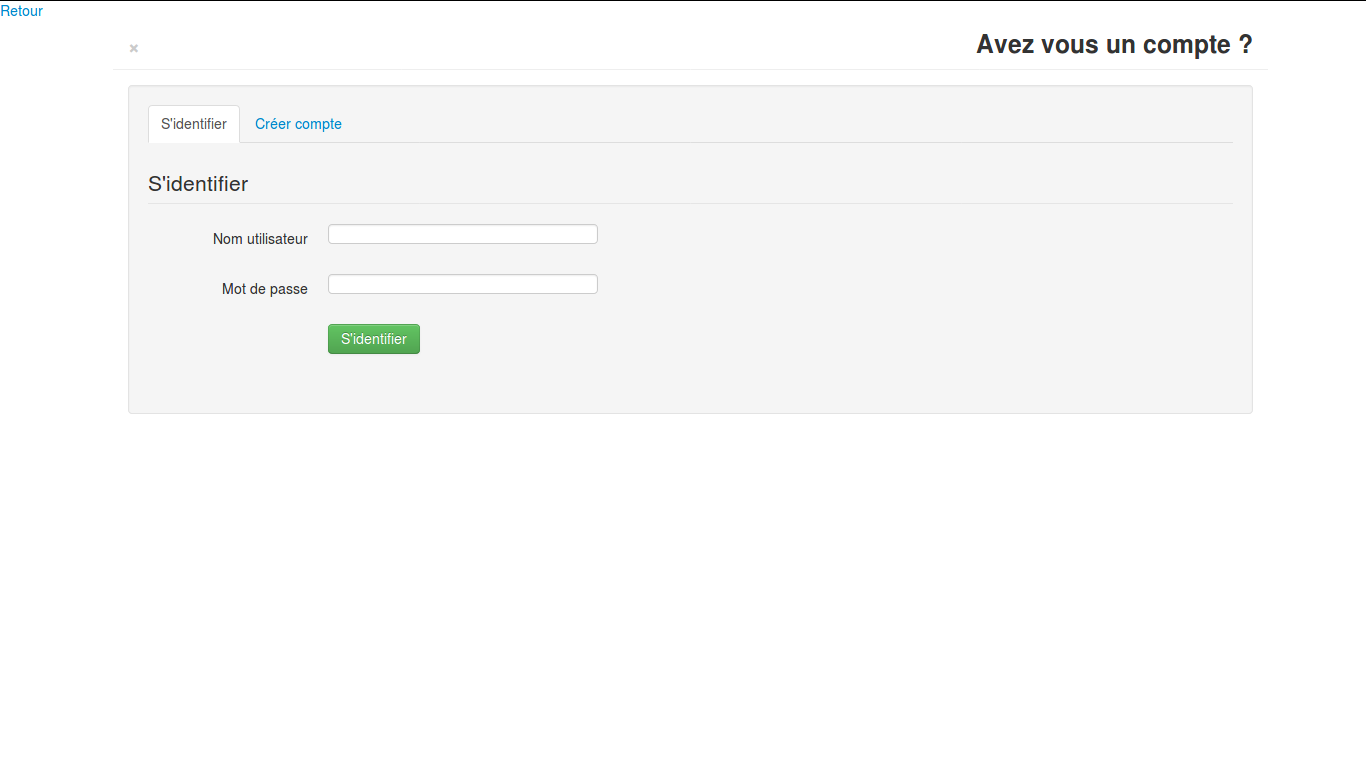 Retour
×
Avez vous un compte ?
S'identifier
Créer compte
S'identifier
Nom utilisateur
Mot de passe
S'identifier